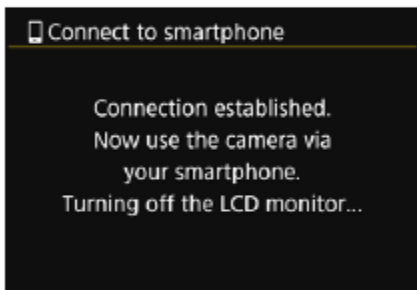 Connect to smartphone
Connection established.
Now use the camera via
your smartphone.
Turning off the LCD monitor...